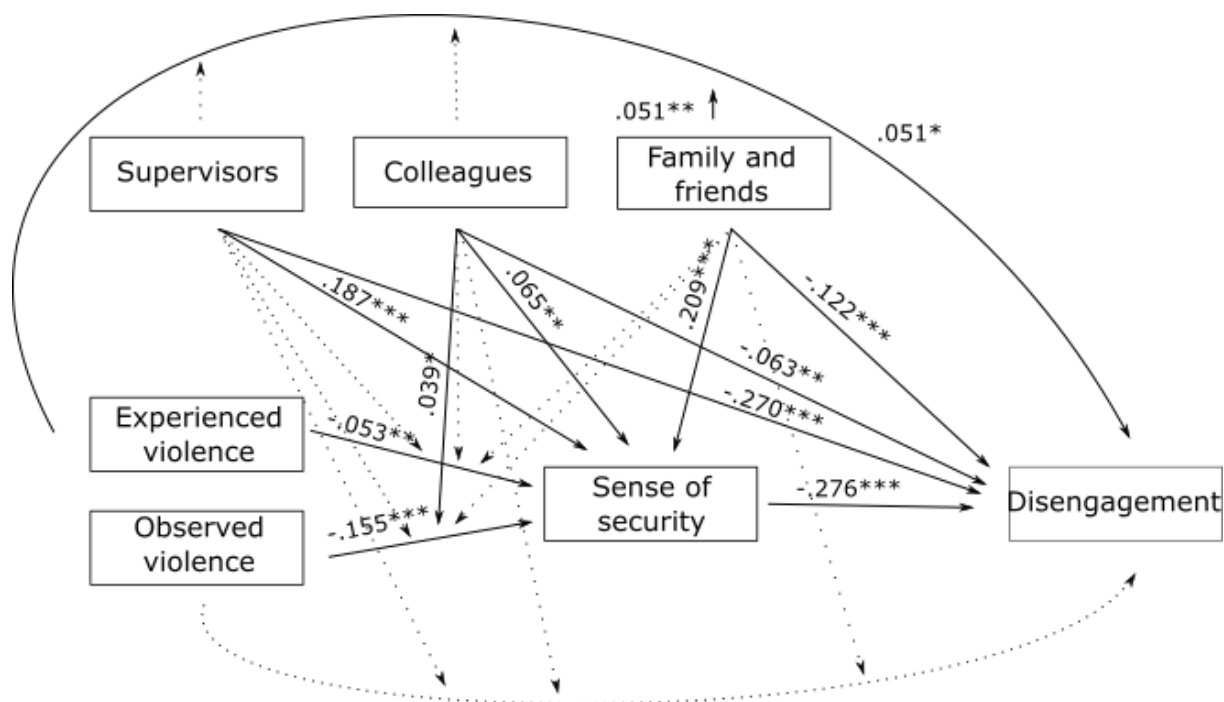 .051**
.051*
Supervisors
Colleagues
Family and
friends
.187***
.065**
.209***
-.122***
.039*
-.063**
-.270***
Experienced
violence
-.053**
Observed
violence
-.155***
Sense of
security
-.276***
Disengagement